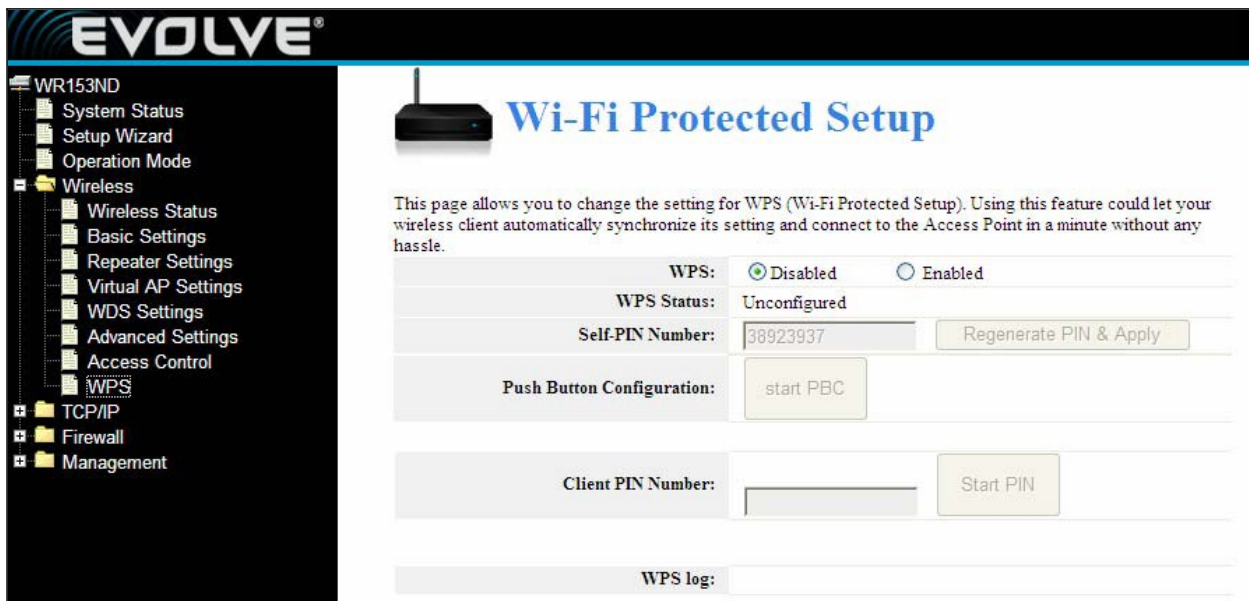 EVOLVE®
WR153ND
System Status
Setup Wizard
Operation Mode
Wireless
Wireless Status
Basic Settings
Repeater Settings
Virtual AP Settings
WDS Settings
Advanced Settings
Access Control
WPS
TCP/IP
Firewall
Management
Wi-Fi Protected Setup
This page allows you to change the setting for WPS (Wi-Fi Protected Setup). Using this feature could let your
wireless client automatically synchronize its setting and connect to the Access Point in a minute without any
hassle.
WPS: Disabled Enabled
WPS Status: Unconfigured
Self-PIN Number: 38923937 Regenerate PIN & Apply
Push Button Configuration: start PBC
Client PIN Number: Start PIN
WPS log: